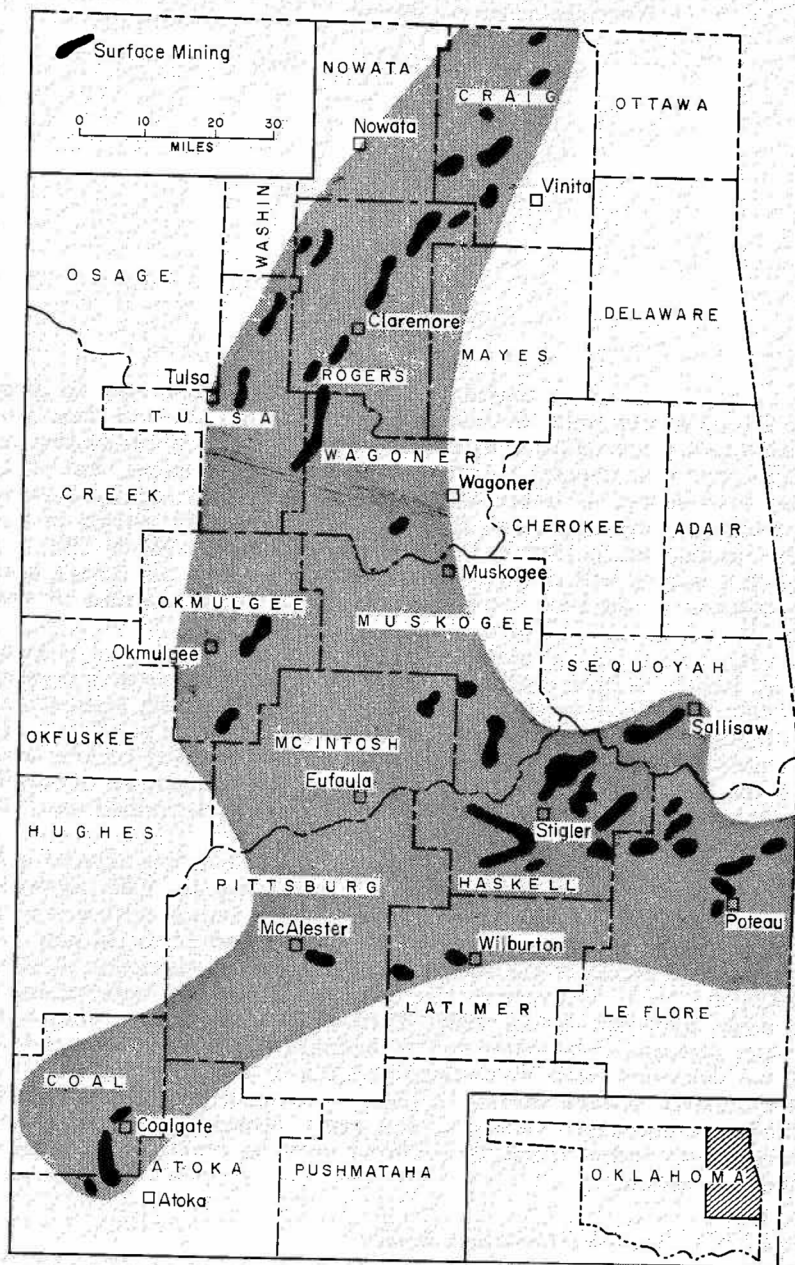 Surface Mining
0 10 20 30
MILES
NOWATA
CRAIG
OTTAWA
Nowata
Vinita
WASHIN
OSAGE
DELAWARE
Claremore
MAYES
Tulsa
ROGERS
TULSA
WAGONER
Wagoner
CREEK
CHEROKEE
ADAIR
Muskogee
OKMULGEE
MUSKOGEE
Okmulgee
SEQUOYAH
Sallisaw
OKFUSKEE
MCINTOSH
Eufaula
HUGHES
Stigler
PITTSBURG
HASKELL
Poteau
McAlester
Wilburton
LATIMER
LE FLORE
COAL
Coalgate
ATOKA
PUSHMATAHA
OKLAHOMA
Atoka